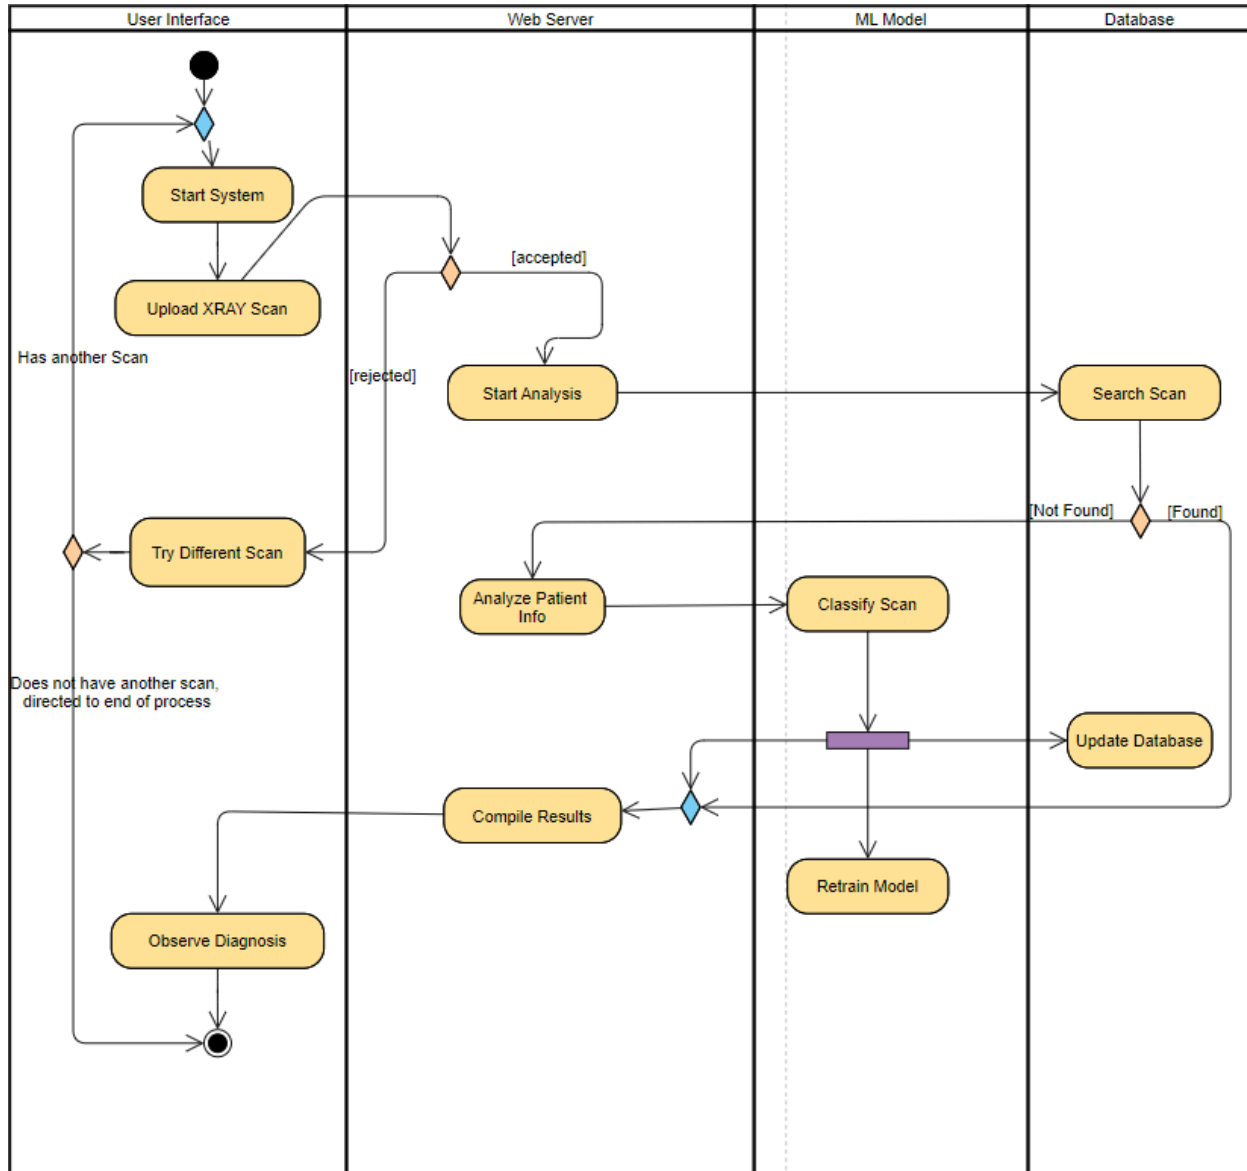 User Interface
Web Server
ML Model
Database
Start System
[accepted]
Upload XRAY Scan
Has another Scan
[rejected]
Start Analysis
Search Scan
[Not Found]
[Found]
Try Different Scan
Analyze Patient
Info
Classify Scan
Does not have another scan,
directed to end of process
Update Database
Compile Results
Retrain Model
Observe Diagnosis